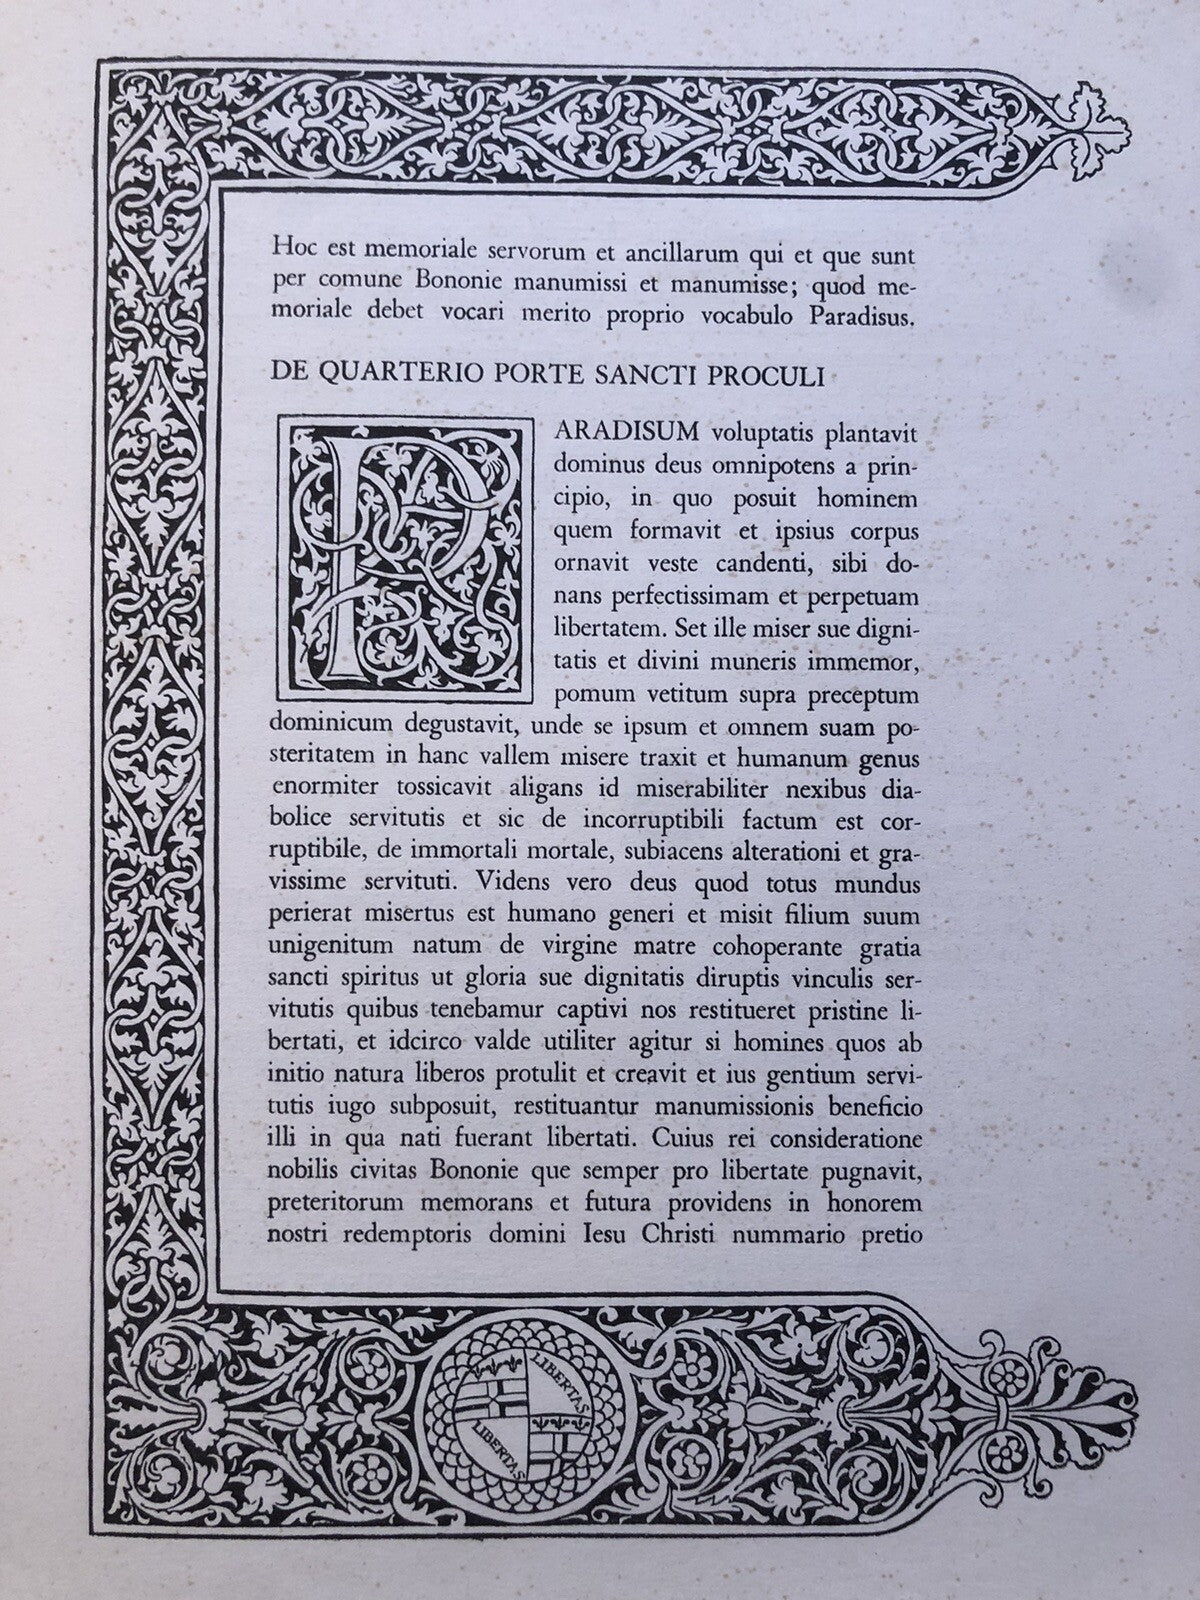 Hoc est memoriale servorum et ancillarum qui et que sunt
per comune Bononie manumissi et manumisse; quod me-
moriale debet vocari merito proprio vocabulo Paradisus.
DE QUARTERIO PORTE SANCTI PROCULI
PARADISUM voluptatis plantavit
dominus deus omnipotens a prin-
cipio, in quo posuit hominem
quem formavit et ipsius corpus
ornavit veste candenti, sibi do-
nans perfectissimam et perpetuam
libertatem. Set ille miser sue digni-
tatis et divini muneris immemor,
pomum vetitum supra preceptum
dominicum degustavit, unde se ipsum et omnem suam po-
steritatem in hanc vallem misere traxit et humanum genus
enormiter tossicavit aligans id miserabiliter nexibus dia-
bolice servitutis et sic de incorruptibili factum est cor-
ruptibile, de immortali mortale, subiacens alterationi et gra-
vissime servituti. Videns vero deus quod totus mundus
perierat misertus est humano generi et misit filium suum
unigenitum natum de virgine matre cohoperante gratia
sancti spiritus ut gloria sue dignitatis diruptis vinculis ser-
vitutis quibus tenebamur captivi nos restitueret pristine li-
bertati, et idcirco valde utiliter agitur si homines quos ab
initio natura liberos protulit et creavit et ius gentium servi-
tutis iugo subposuit, restituantur manumissionis beneficio
illi in qua nati fuerant libertati. Cuius rei consideratione
nobilis civitas Bononie que semper pro libertate pugnavit,
preteritorum memorans et futura providens in honorem
nostri redemptoris domini Iesu Christi nummario pretio
LIBERTAS
LIBERTAS